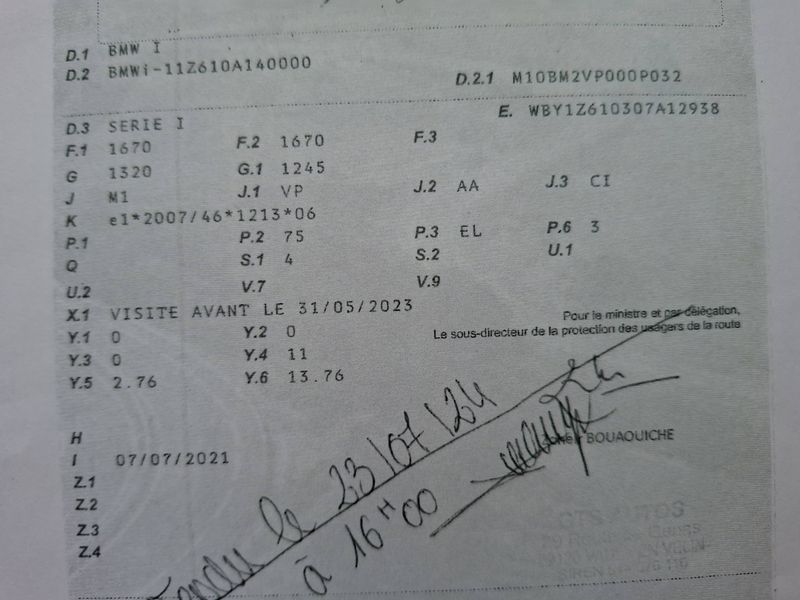 D.1 BMW I
D.2 BMWi-11Z610A140000
D.2.1 M10BM2VP000P032
D.3 SERIE I
E. WBY1Z610307A12938
F.1 1670 F.2 1670 F.3
G 1320 G.1 1245
J M1 J.1 VP J.2 AA J.3 CI
K e1*2007/46*1213*06
P.1 P.2 75 P.3 EL P.6 3
Q S.1 4 S.2 U.1
U.2 V.7 V.9
X.1 VISITE AVANT LE 31/05/2023
Pour le ministre et par délégation,
Y.1 0 Y.2 0
Le sous-directeur de la protection des usagers de la route
Y.3 0 Y.4 11
Y.5 2.76 Y.6 13.76
H
BOUAOUICHE
I 07/07/2021
Z.1
Z.2
Z.3
Z.4
le 23/07/24
à 16H00